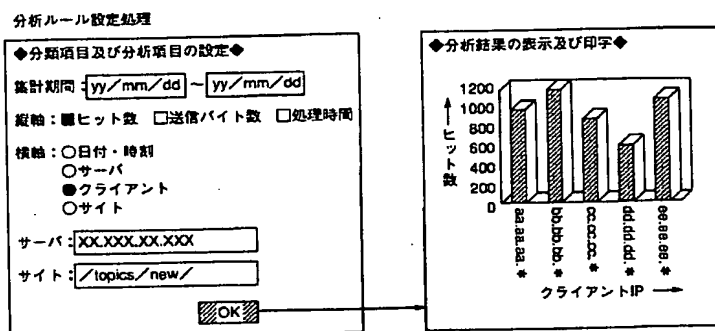 分析ルール設定処理
◆分類項目及び分析項目の設定◆
集計期間:yy/mm/dd ~ yy/mm/dd
縦軸:■ヒット数 □送信バイト数 □処理時間
横軸:○日付・時刻
○サーバ
●クライアント
○サイト
サーバ:XX.XXX.XX.XXX
サイト:/topics/new/
OK
◆分析結果の表示及び印字◆
1200
1000
800
600
400
200
0
ヒット数
aa.aa.aa.*
bb.bb.bb.*
cc.cc.cc.*
dd.dd.dd.*
ee.ee.ee.*
クライアントIP